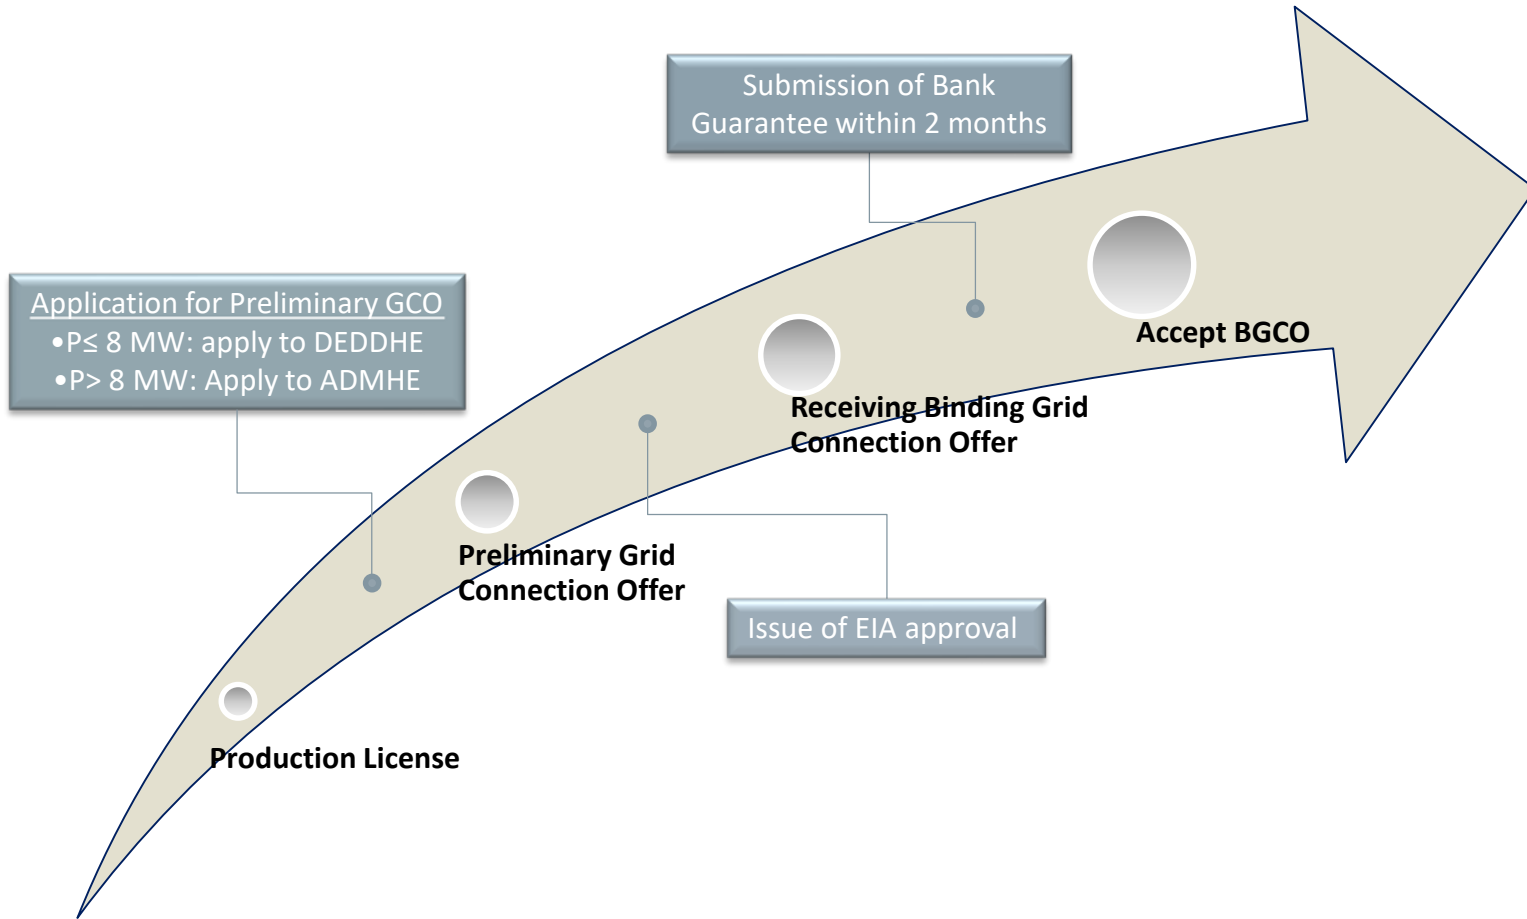 Submission of Bank
Guarantee within 2 months
Application for Preliminary GCO
•P≤ 8 MW: apply to DEDDHE
•P> 8 MW: Apply to ADMHE
Accept BGCO
Receiving Binding Grid
Connection Offer
Preliminary Grid
Connection Offer
Issue of EIA approval
Production License